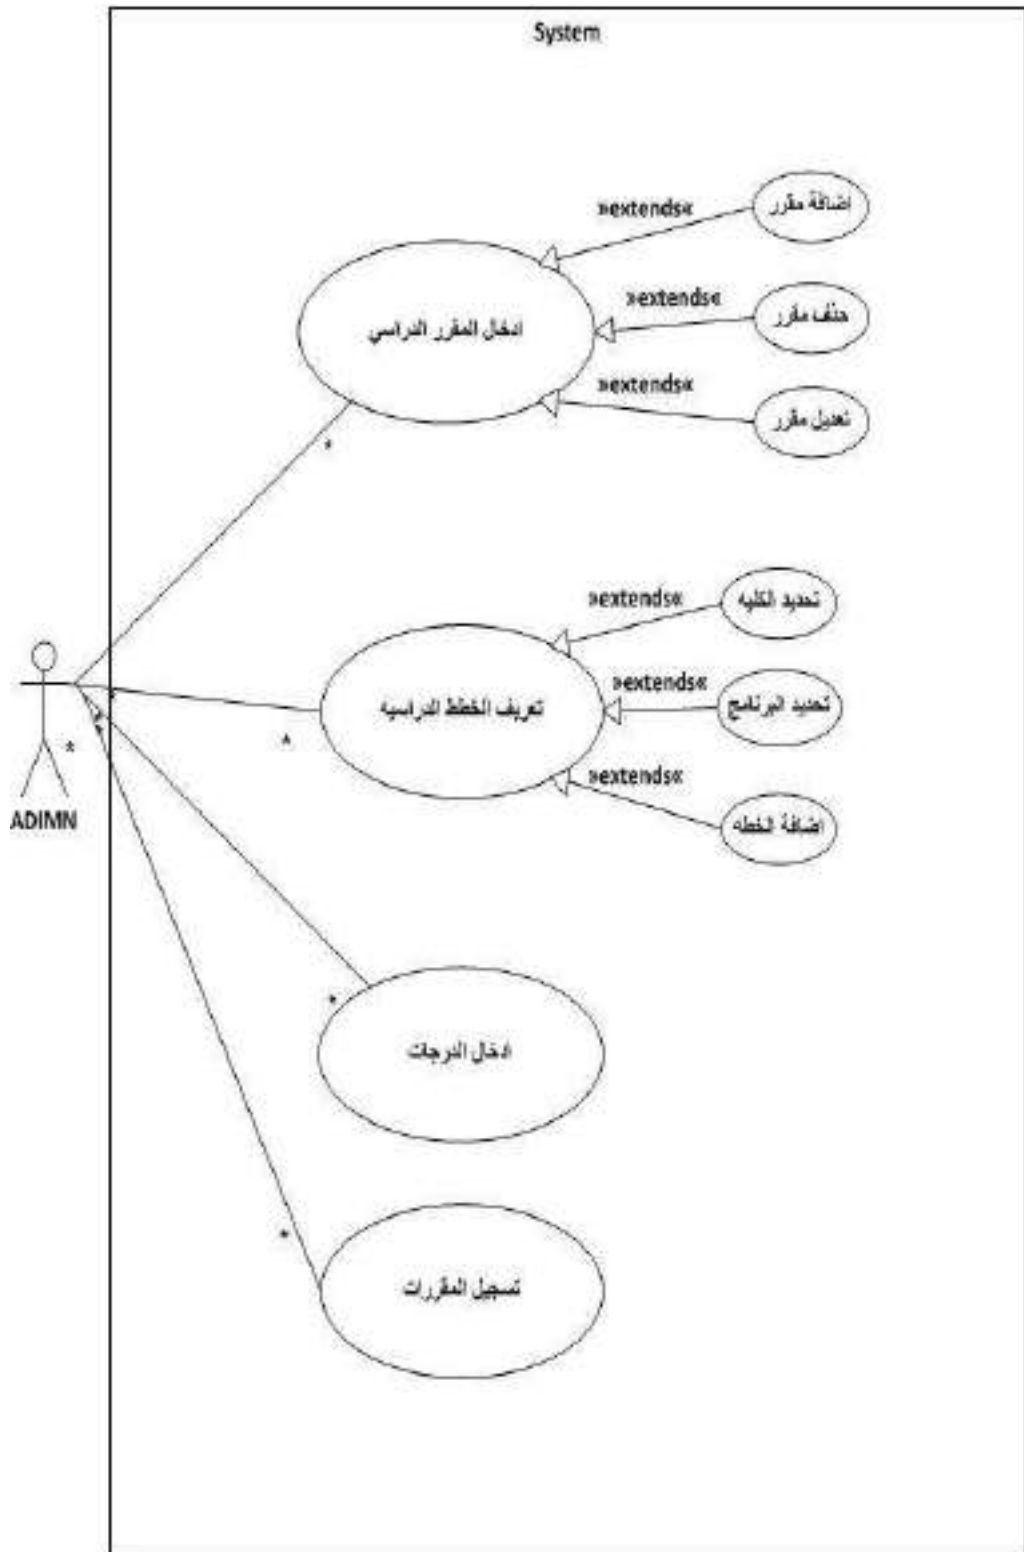 System
»extends«
اضافة مقرر
»extends«
حذف مقرر
ادخال المقرر الدراسي
»extends«
تعديل مقرر
*
»extends«
تحديد الكليه
»extends«
تحديد البرنامج
تعريف الخطط الدراسيه
*
*
*
*
»extends«
اضافة الخطه
ADIMN
*
ادخال الدرجات
*
تسجيل المقررات